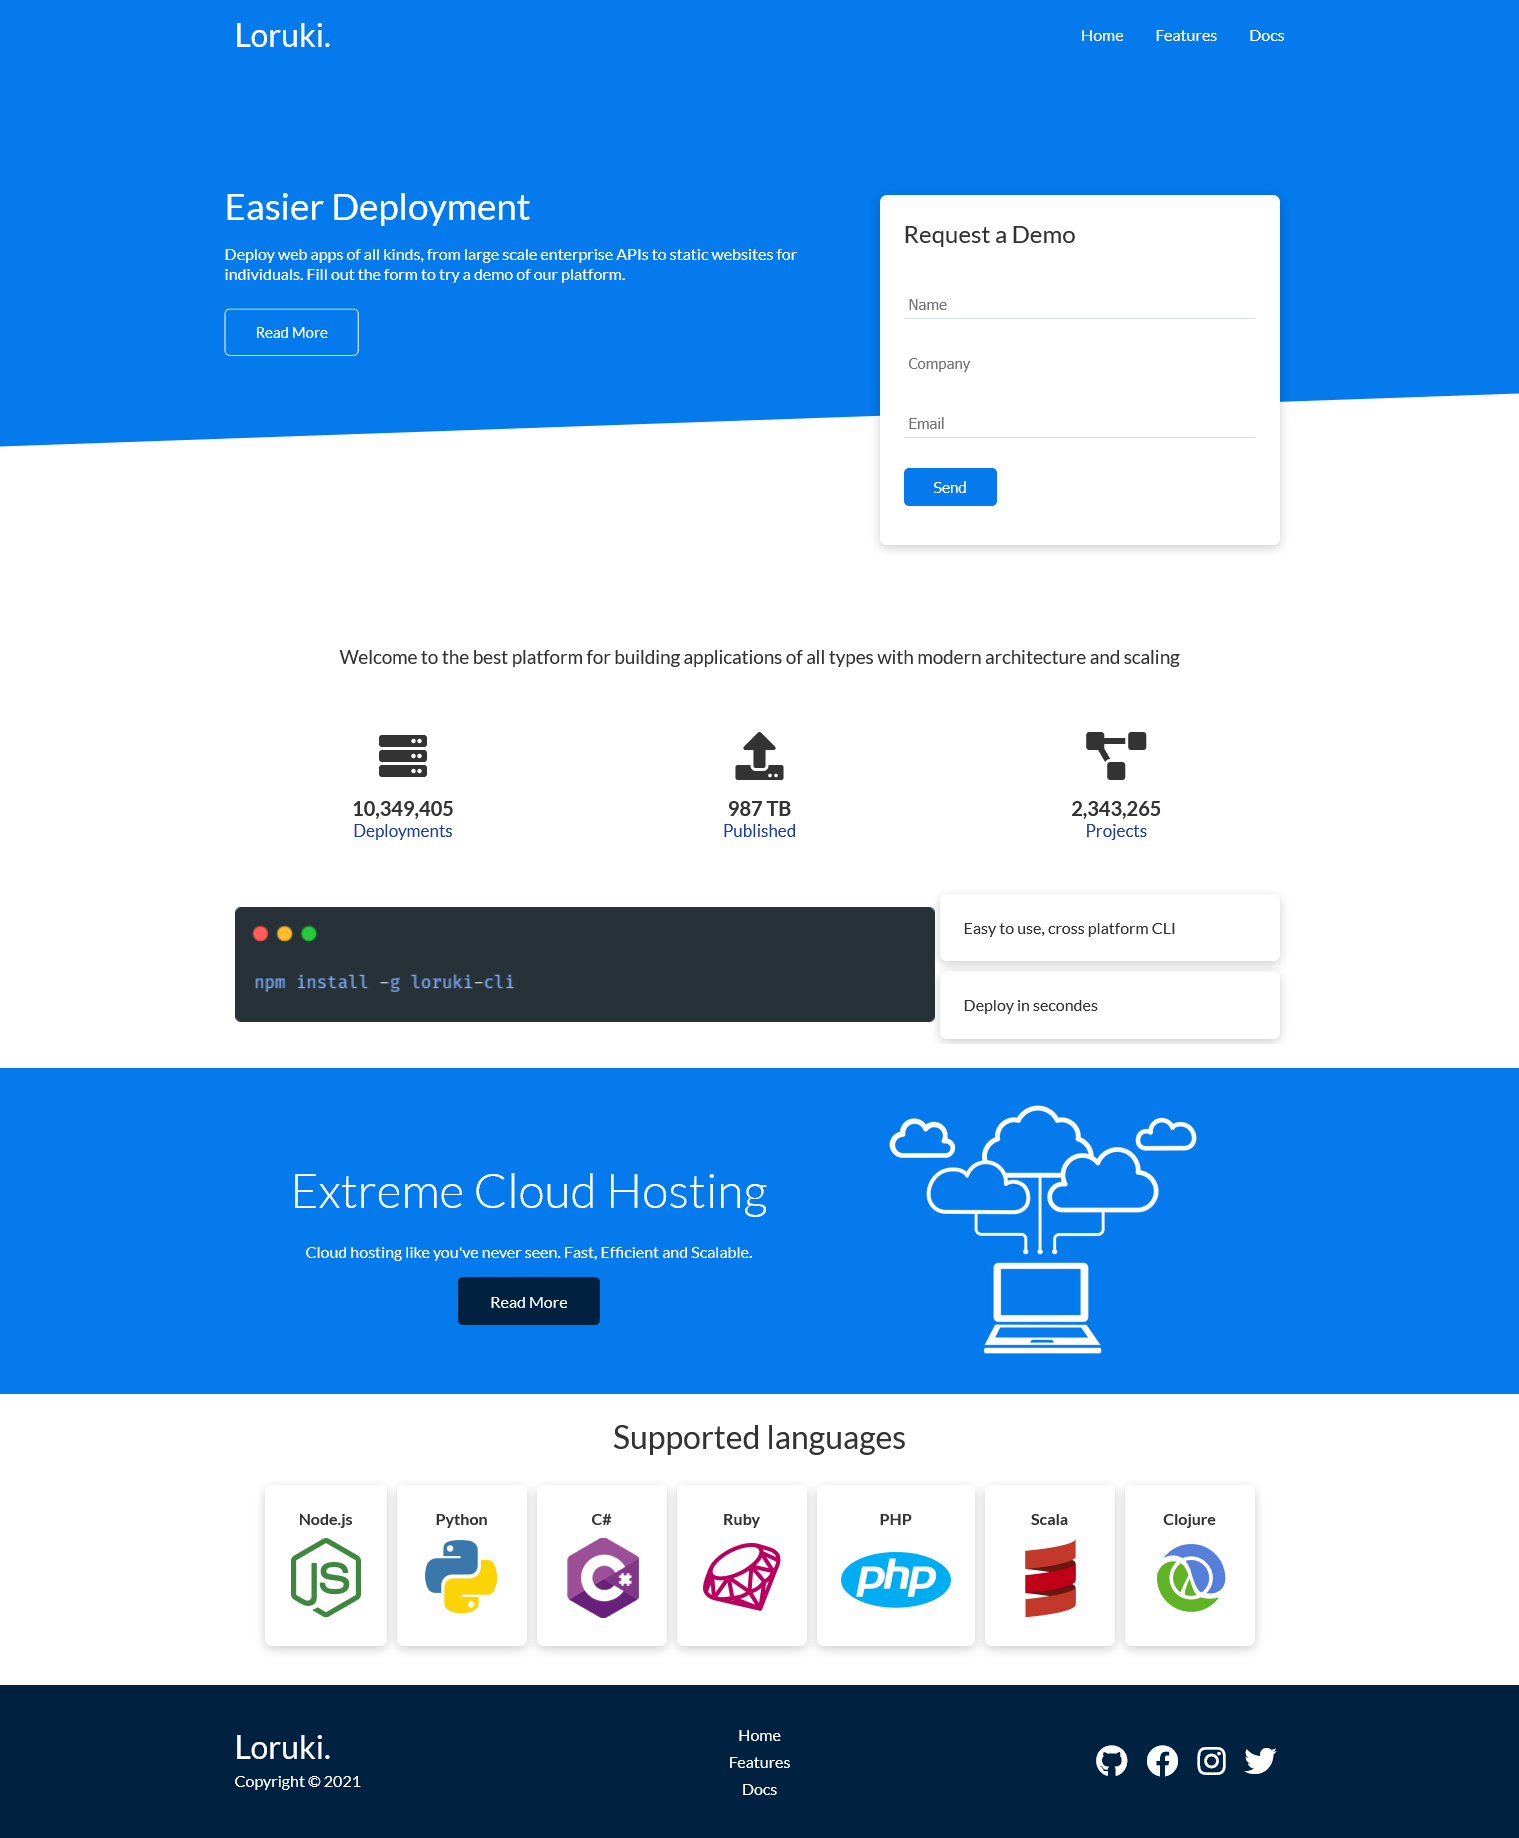 Loruki.
Home Features Docs
Easier Deployment
Deploy web apps of all kinds, from large scale enterprise APIs to static websites for
individuals. Fill out the form to try a demo of our platform.
Read More
Request a Demo
Name
Company
Email
Send
Welcome to the best platform for building applications of all types with modern architecture and scaling
10,349,405
Deployments
987 TB
Published
2,343,265
Projects
npm install -g loruki-cli
Easy to use, cross platform CLI
Deploy in secondes
Extreme Cloud Hosting
Cloud hosting like you've never seen. Fast, Efficient and Scalable.
Read More
Supported languages
Node.js
JS
Python
C#
C#
Ruby
PHP
php
Scala
Clojure
Loruki.
Copyright © 2021
Home
Features
Docs